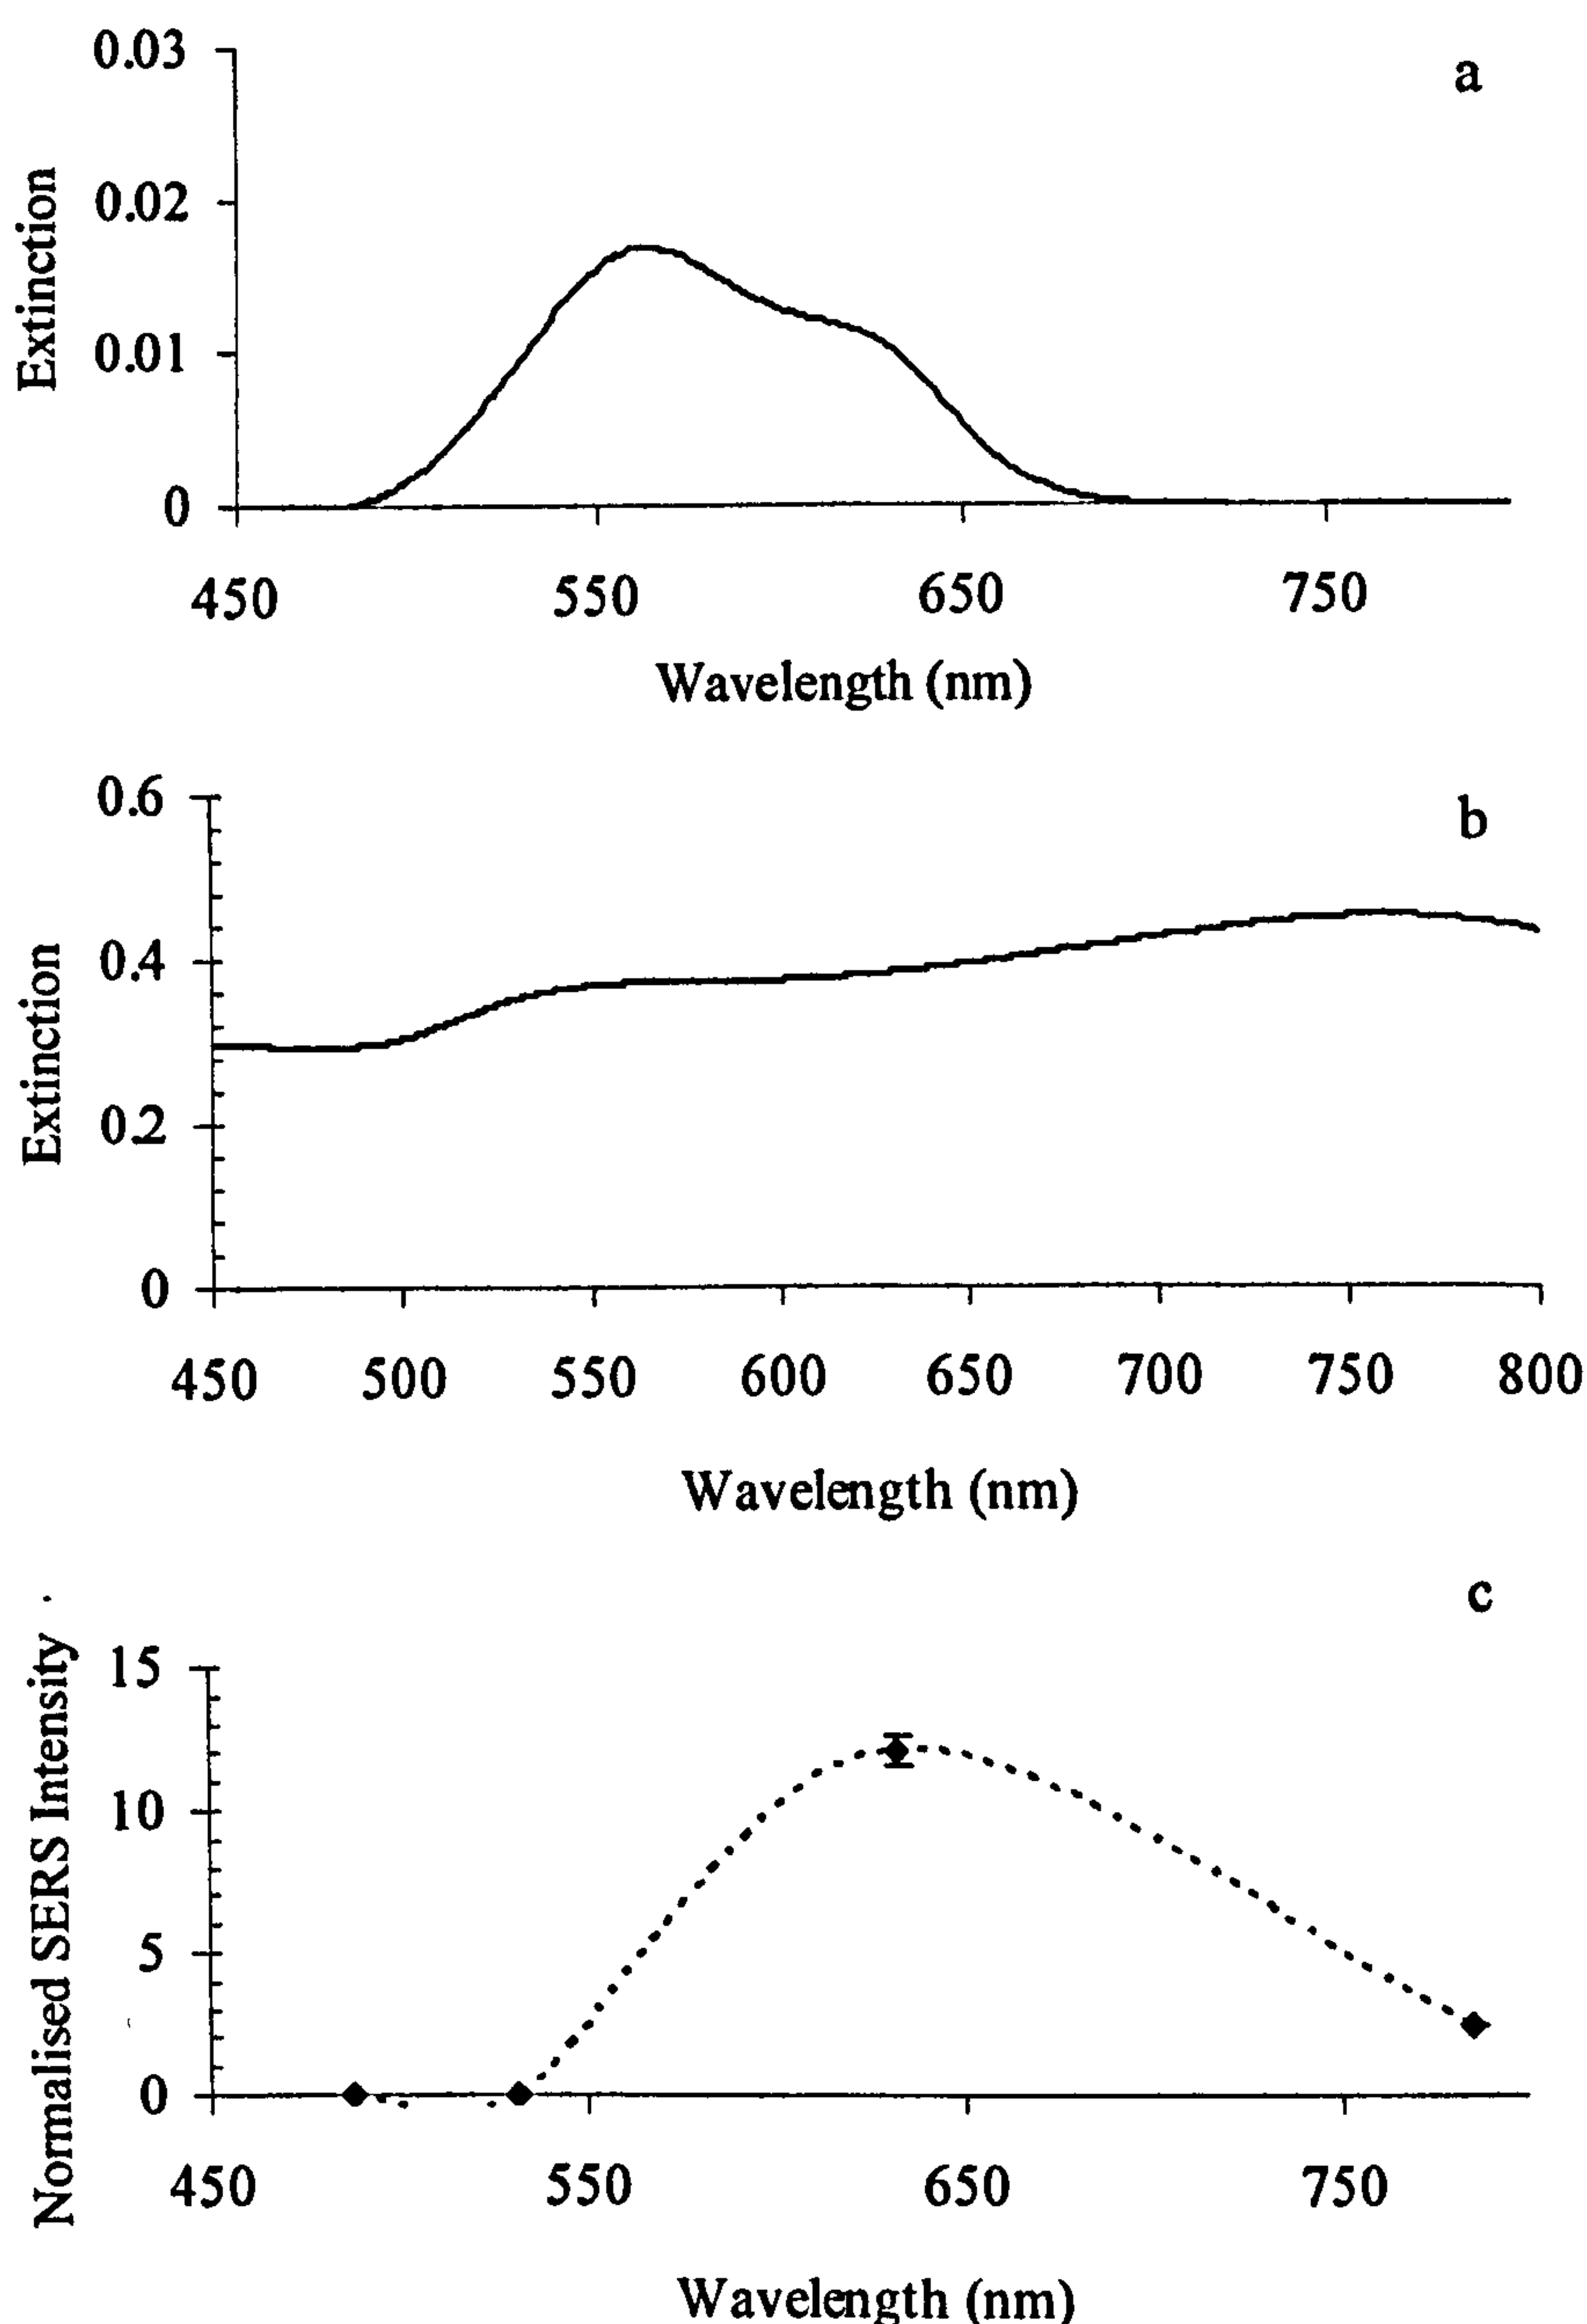 a
Extinction
0.03
0.02
0.01
0
450 550 650 750
Wavelength (nm)
b
Extinction
0.6
0.4
0.2
0
450 500 550 600 650 700 750 800
Wavelength (nm)
c
Normalised SERS Intensity
15
10
5
0
450 550 650 750
Wavelength (nm)